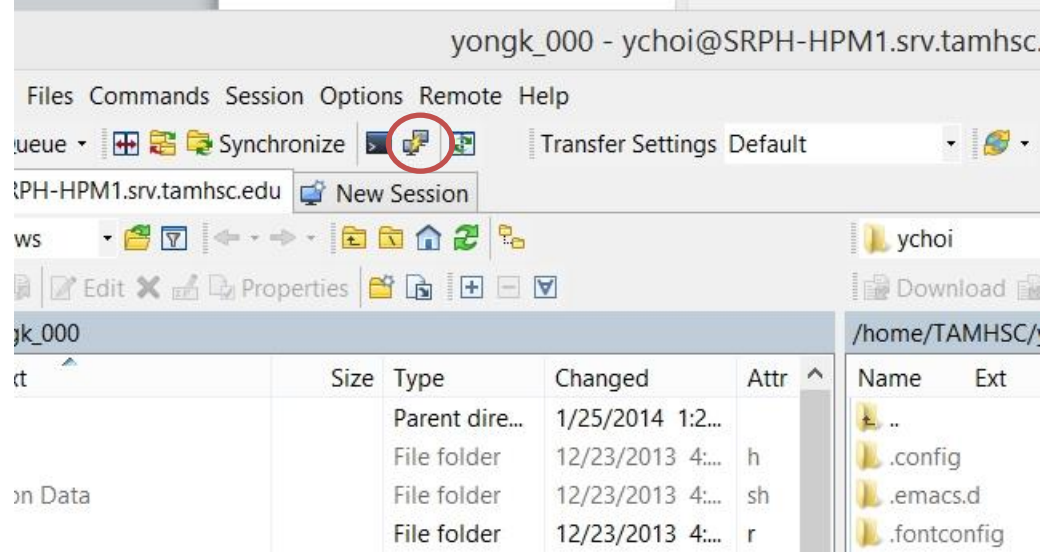 yongk_000 - ychoi@SRPH-HPM1.srv.tamhsc.
Files Commands Session Options Remote Help
ueue Synchronize Transfer Settings Default
RPH-HPM1.srv.tamhsc.edu New Session
ws ychoi
Edit Properties Download
gk_000 /home/TAMHSC/y
xt Size Type Changed Attr Name Ext
Parent dire... 1/25/2014 1:2... ..
File folder 12/23/2013 4:... h .config
on Data File folder 12/23/2013 4:... sh .emacs.d
File folder 12/23/2013 4:... r .fontconfig